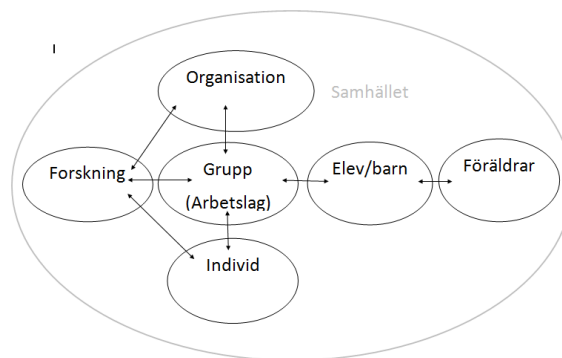 I
Organisation
Samhället
Forskning
Grupp
(Arbetslag)
Elev/barn
Föräldrar
Individ